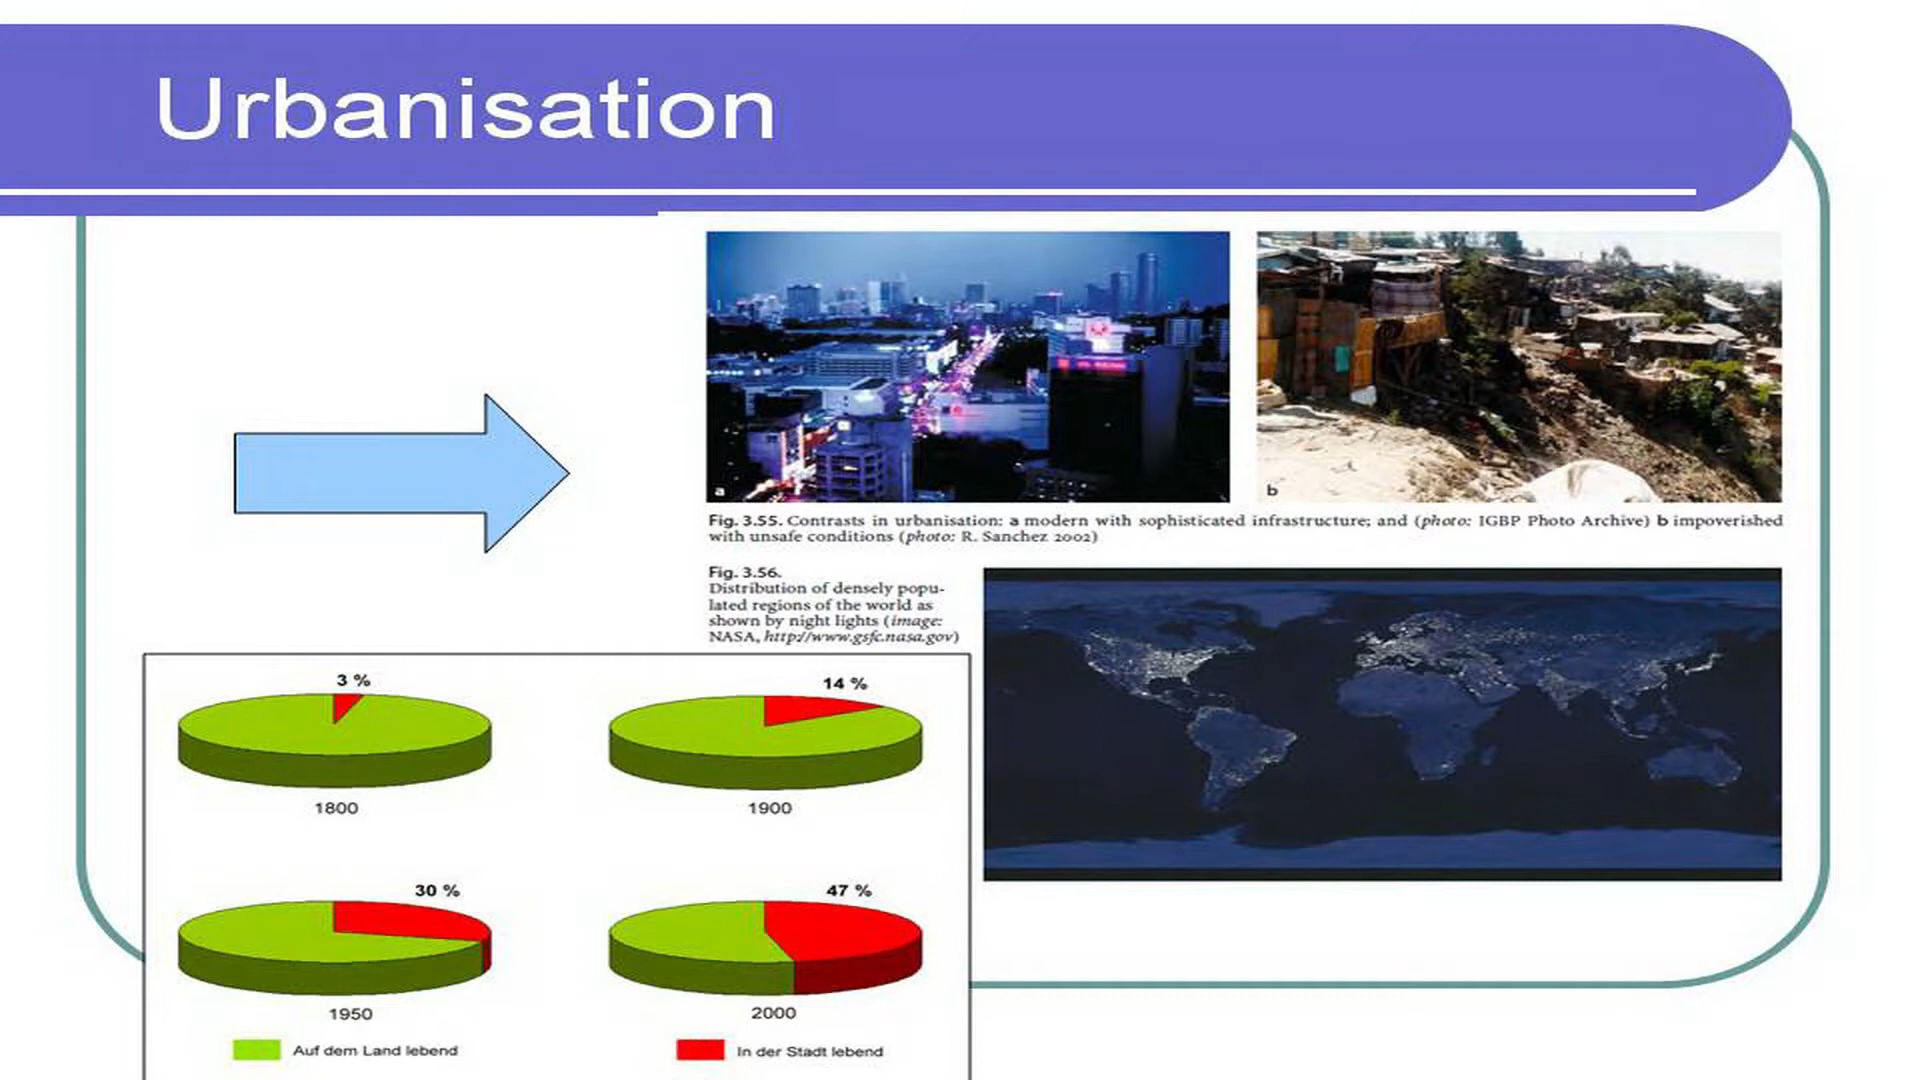 Urbanisation
a
b
Fig. 3.55. Contrasts in urbanisation: a modern with sophisticated infrastructure; and (photo: IGBP Photo Archive) b impoverished
with unsafe conditions (photo: R. Sanchez 2002)
Fig. 3.56.
Distribution of densely popu-
lated regions of the world as
shown by night lights (image:
NASA, http://www.gsfc.nasa.gov)
3 %
14 %
1800
1900
30 %
47 %
1950
2000
Auf dem Land lebend
In der Stadt lebend